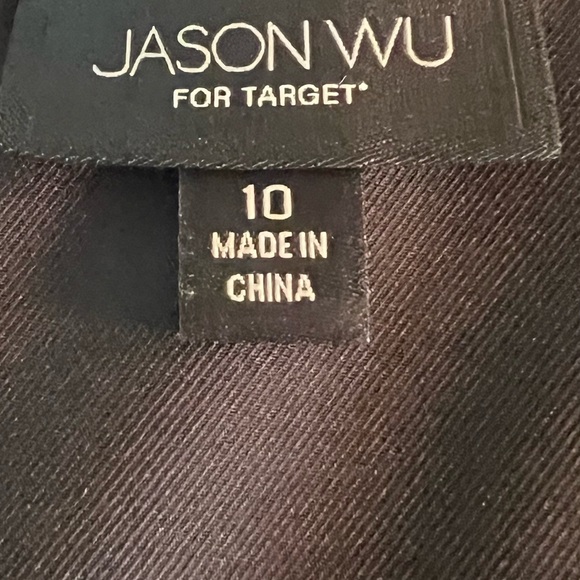 JASON WU
FOR TARGET®
10
MADE IN
CHINA